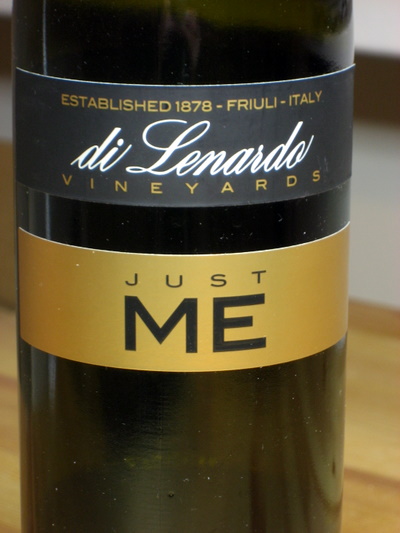 ESTABLISHED 1878 - FRIULI - ITALY
di Lenardo
VINEYARDS
JUST
ME